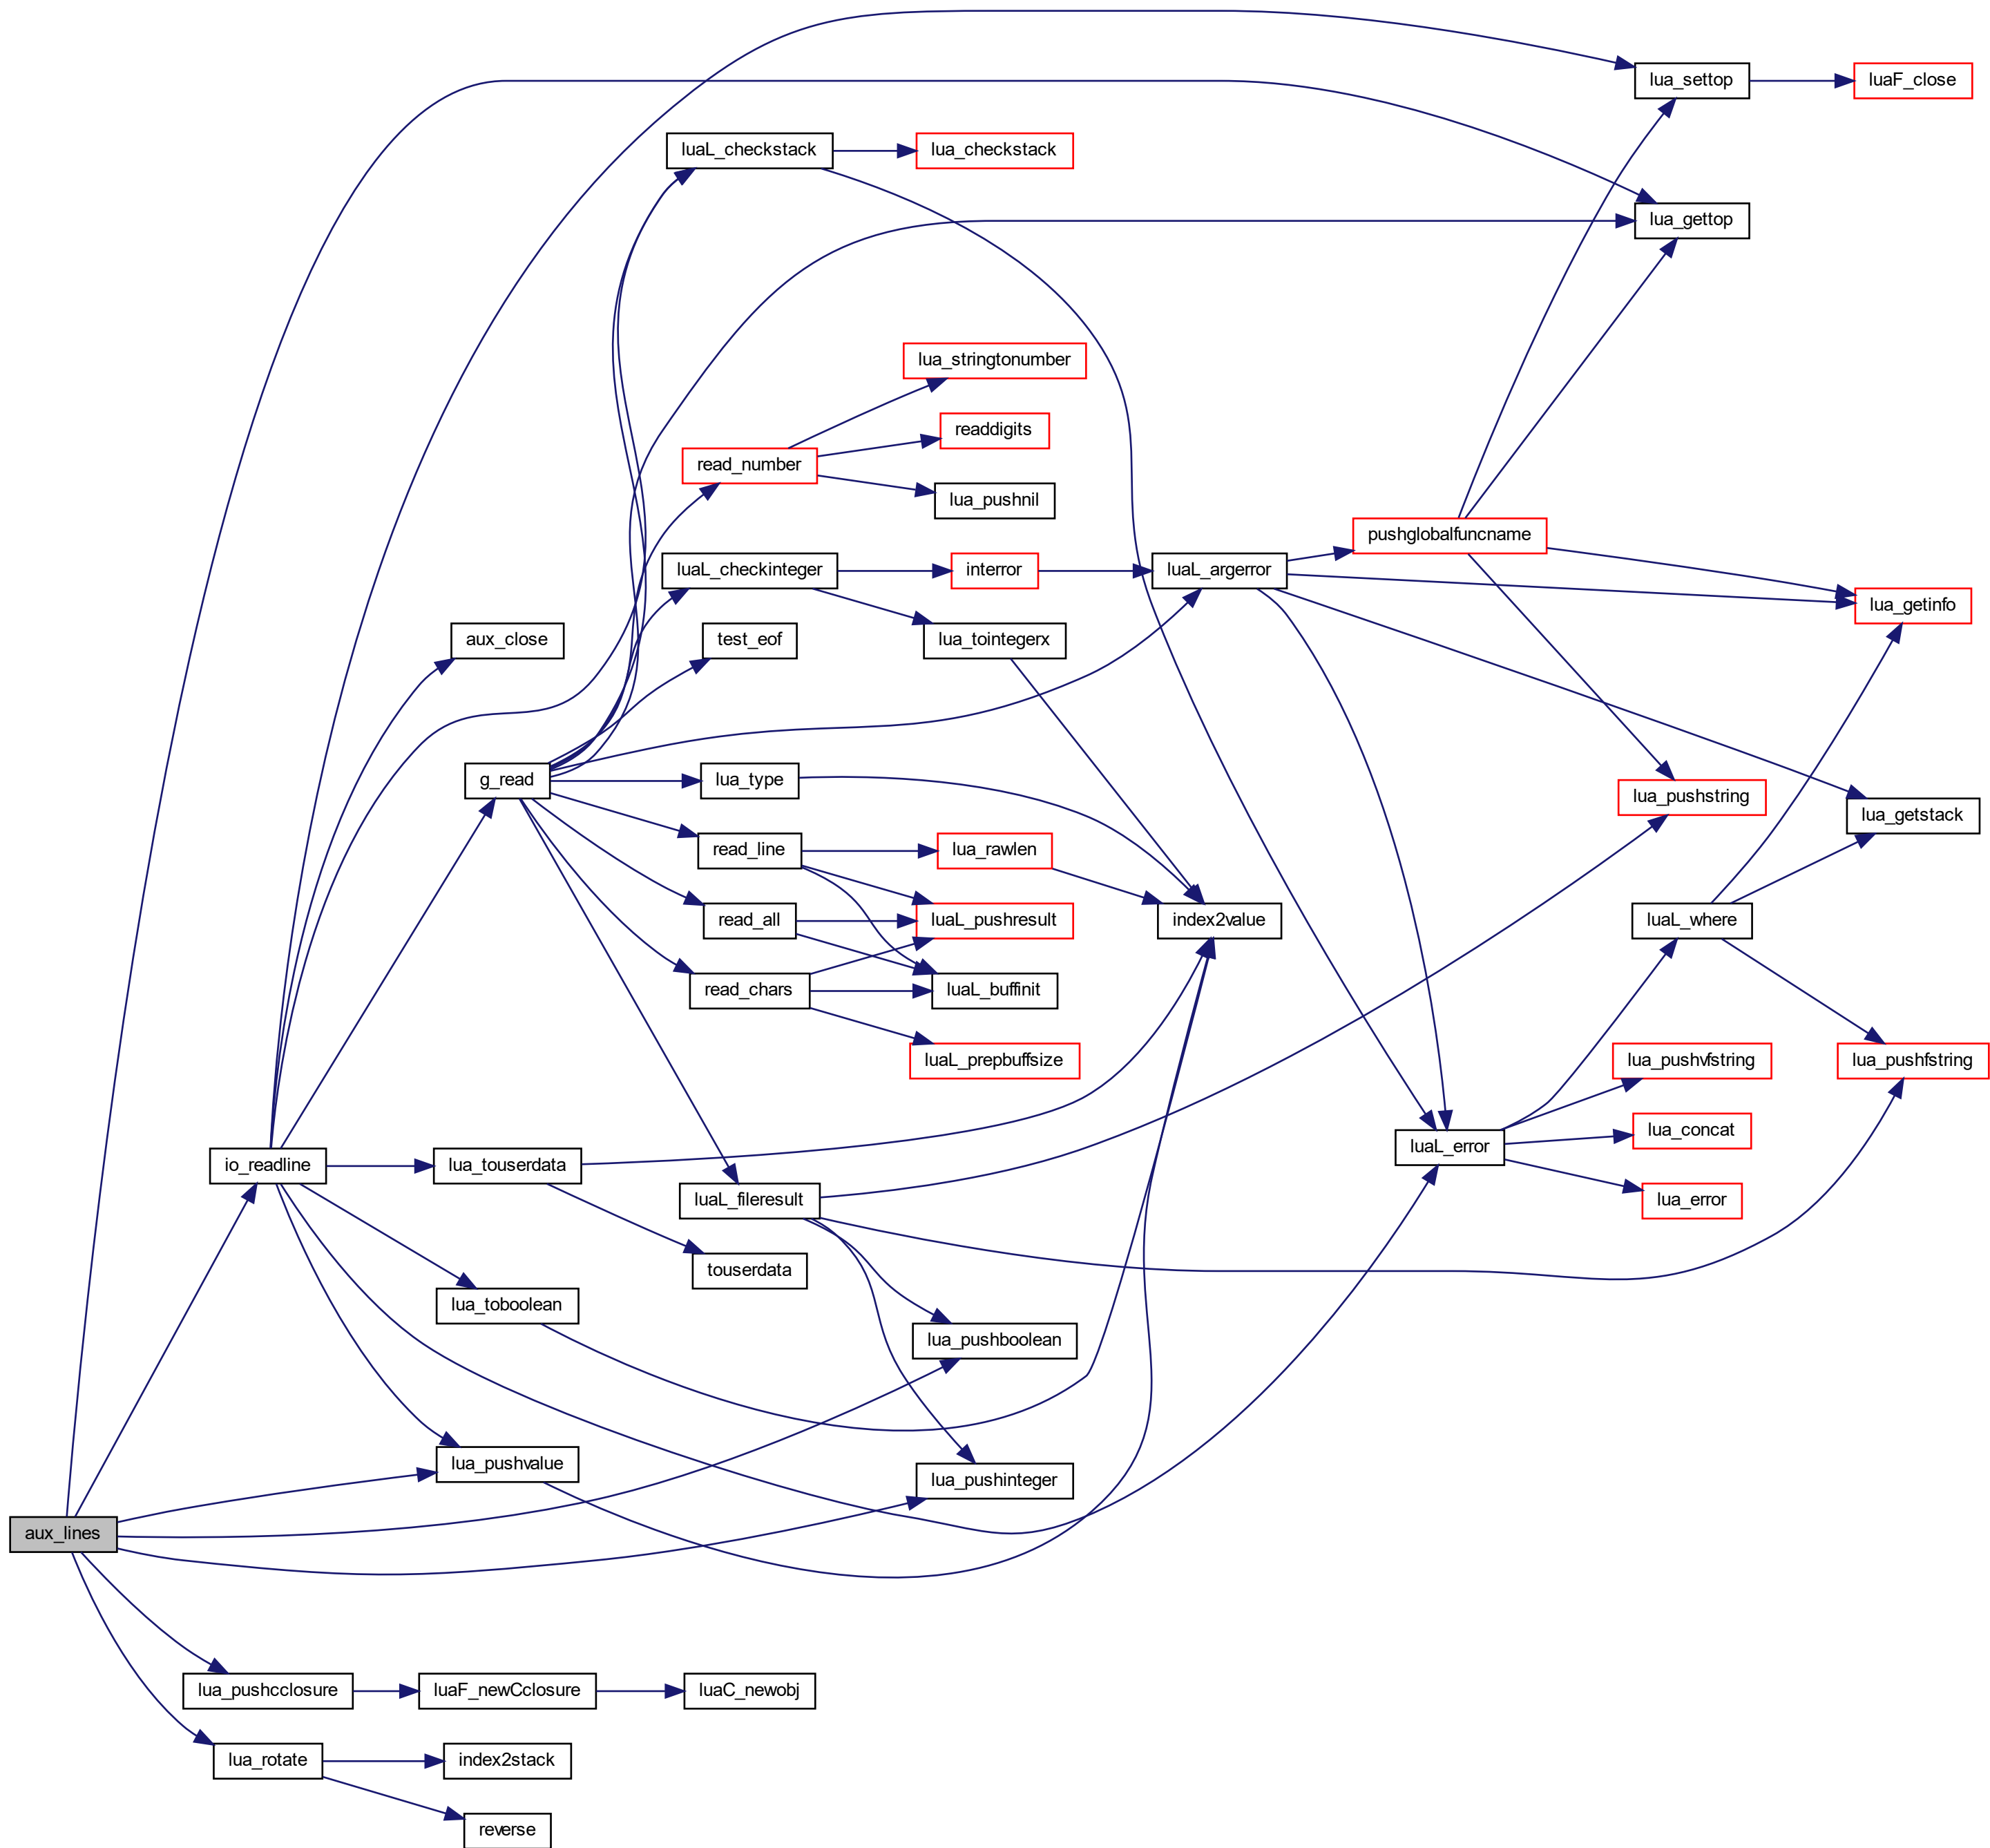 lua_settop
luaF_close
luaL_checkstack
lua_checkstack
lua_gettop
lua_stringtonumber
readdigits
read_number
lua_pushnil
pushglobalfuncname
luaL_checkinteger
interror
luaL_argerror
lua_getinfo
aux_close
test_eof
lua_tointegerx
g_read
lua_type
lua_pushstring
lua_getstack
read_line
lua_rawlen
read_all
luaL_pushresult
index2value
luaL_where
read_chars
luaL_buffinit
luaL_prepbuffsize
lua_pushvfstring
lua_pushfstring
lua_concat
luaL_error
io_readline
lua_touserdata
luaL_fileresult
lua_error
touserdata
lua_toboolean
lua_pushboolean
lua_pushvalue
lua_pushinteger
aux_lines
lua_pushcclosure
luaF_newCclosure
luaC_newobj
lua_rotate
index2stack
reverse